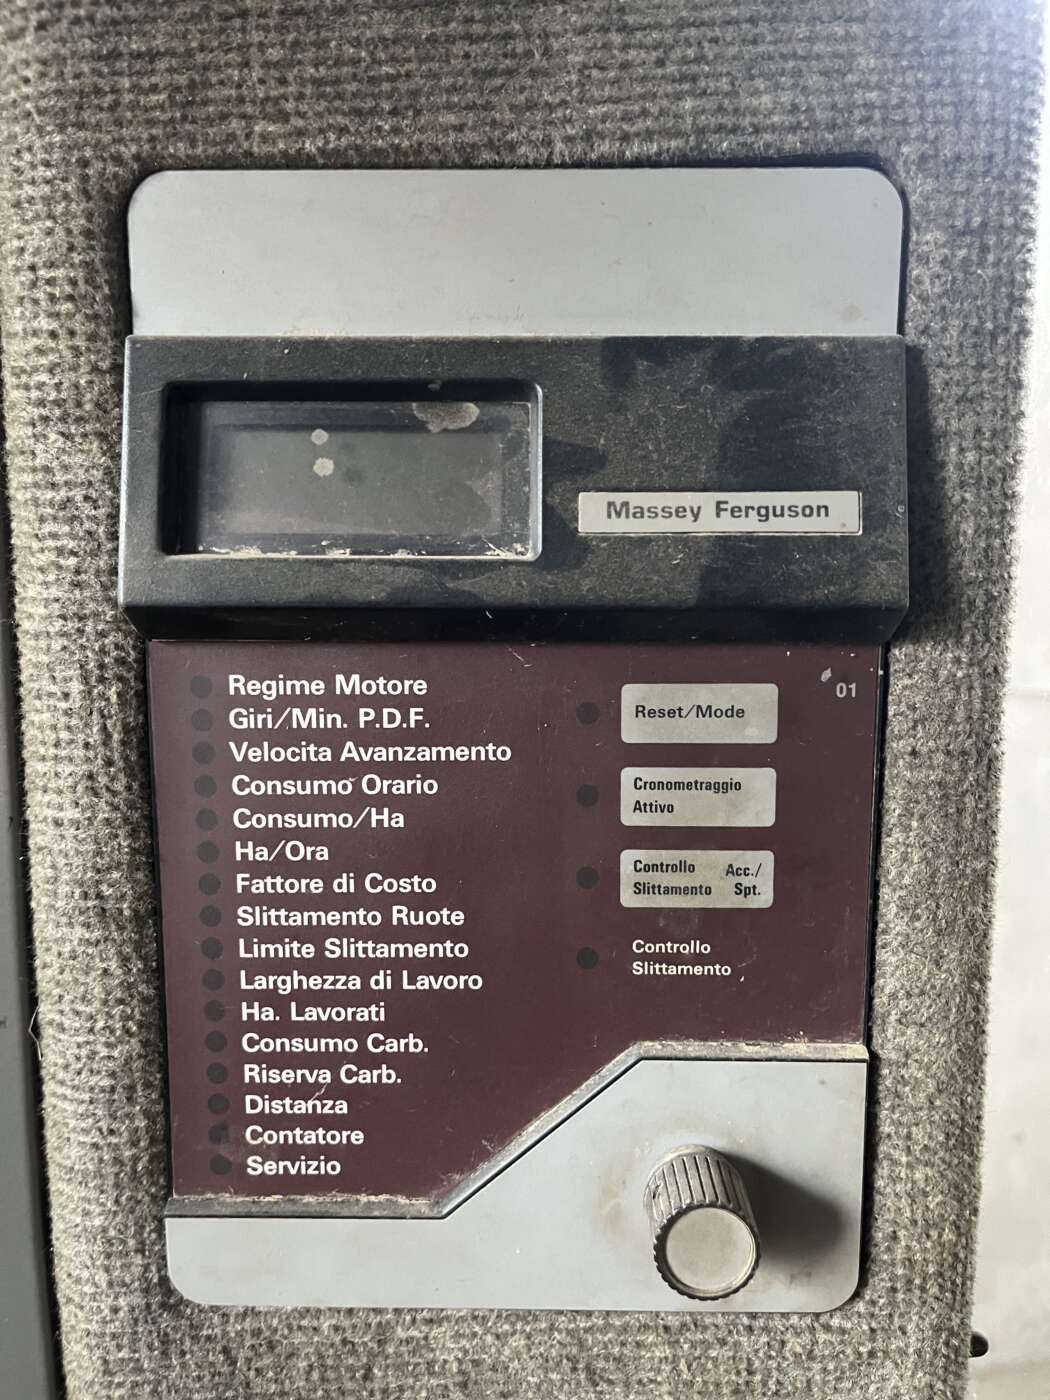 Massey Ferguson
01
Regime Motore
Giri/Min. P.D.F.
Velocita Avanzamento
Consumo Orario
Consumo/Ha
Ha/Ora
Fattore di Costo
Slittamento Ruote
Limite Slittamento
Larghezza di Lavoro
Ha. Lavorati
Consumo Carb.
Riserva Carb.
Distanza
Contatore
Servizio
Reset/Mode
Cronometraggio
Attivo
Controllo Acc./
Slittamento Spt.
Controllo
Slittamento